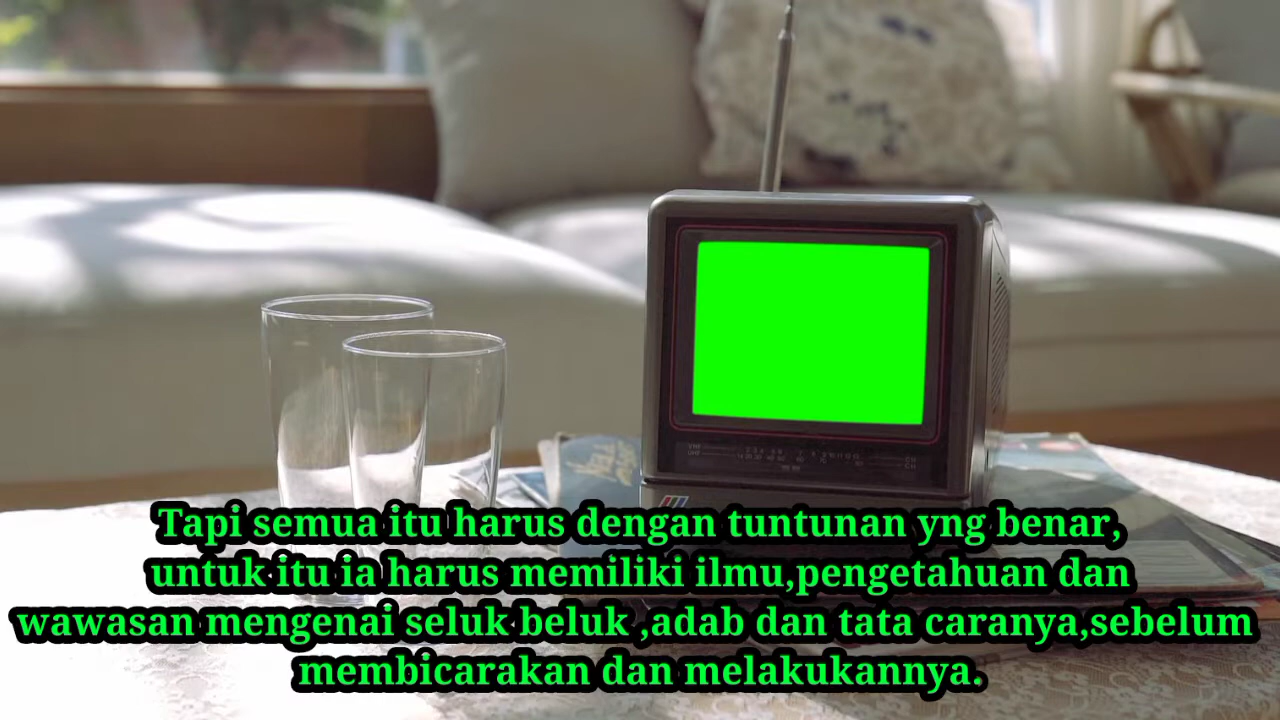 Tapi semua itu harus dengan tuntunan yng benar,
untuk itu ia harus memiliki ilmu,pengetahuan dan
wawasan mengenai seluk beluk ,adab dan tata caranya,sebelum
membicarakan dan melakukannya.